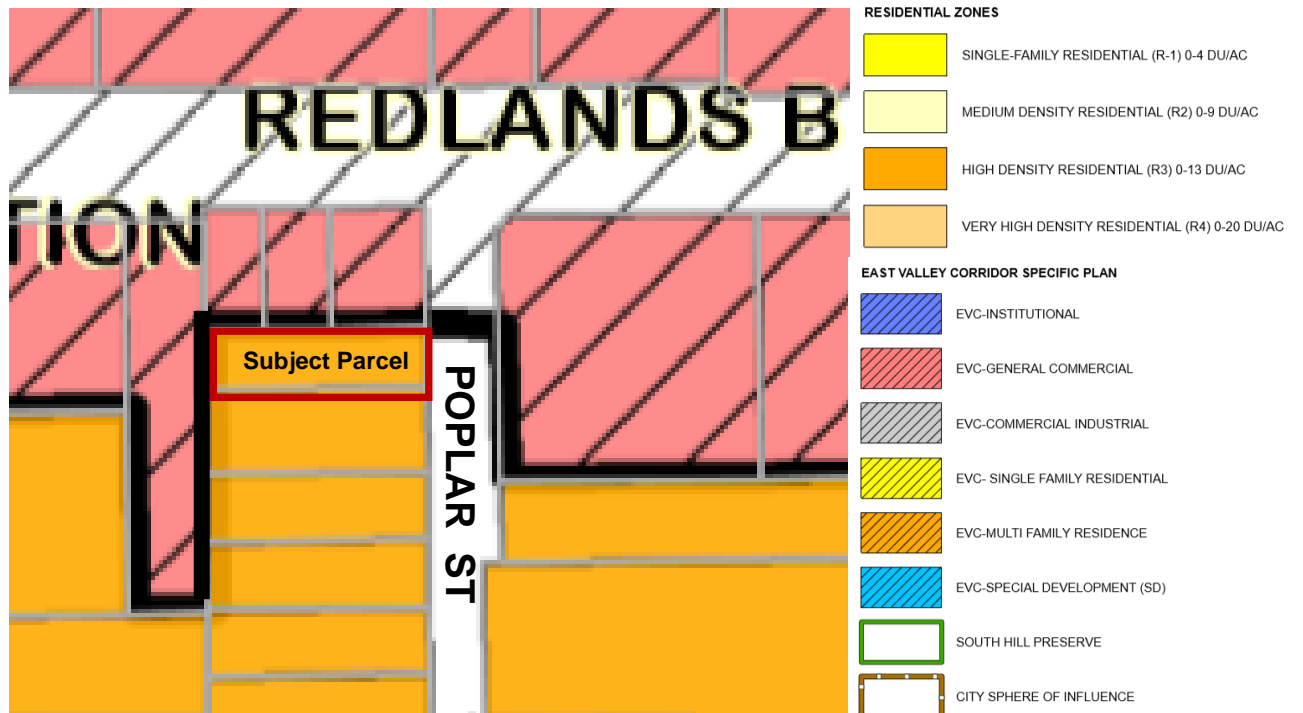 REDLANDS B
TION
Subject Parcel
POPLAR ST
RESIDENTIAL ZONES
SINGLE-FAMILY RESIDENTIAL (R-1) 0-4 DU/AC
MEDIUM DENSITY RESIDENTIAL (R2) 0-9 DU/AC
HIGH DENSITY RESIDENTIAL (R3) 0-13 DU/AC
VERY HIGH DENSITY RESIDENTIAL (R4) 0-20 DU/AC
EAST VALLEY CORRIDOR SPECIFIC PLAN
EVC-INSTITUTIONAL
EVC-GENERAL COMMERCIAL
EVC-COMMERCIAL INDUSTRIAL
EVC- SINGLE FAMILY RESIDENTIAL
EVC-MULTI FAMILY RESIDENCE
EVC-SPECIAL DEVELOPMENT (SD)
SOUTH HILL PRESERVE
CITY SPHERE OF INFLUENCE